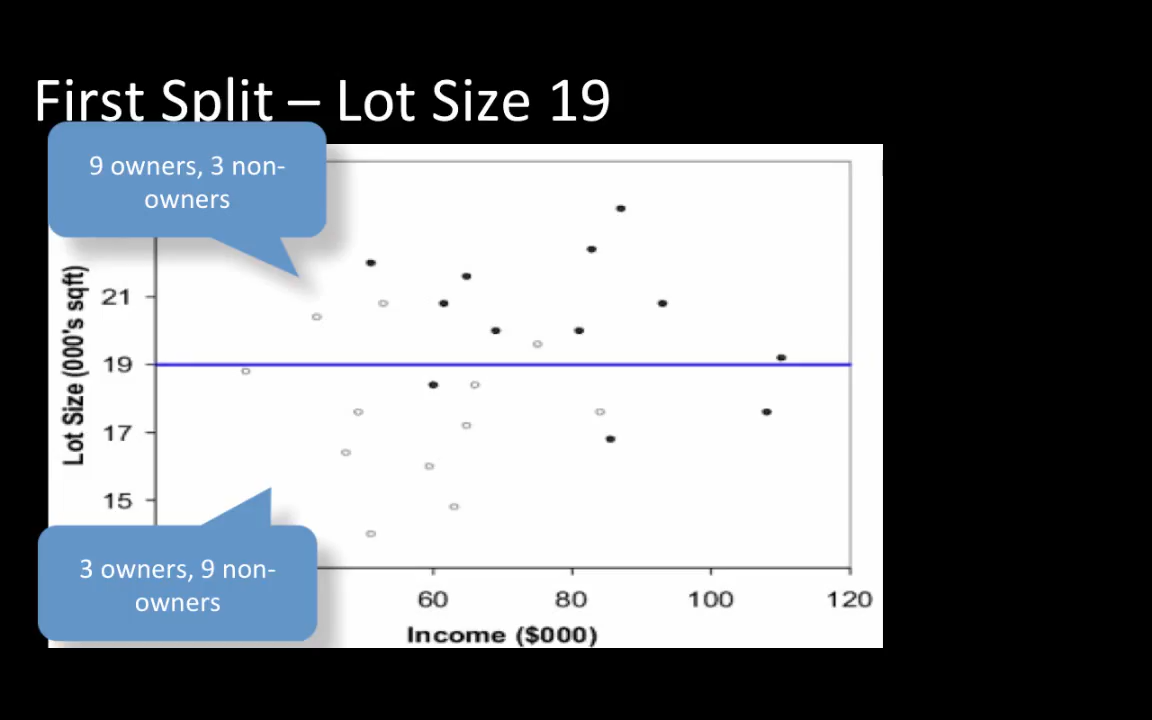 First Split – Lot Size 19
9 owners, 3 non-
owners
Lot Size (000's sqft)
21
19
17
15
3 owners, 9 non-
owners
60 80 100 120
Income ($000)